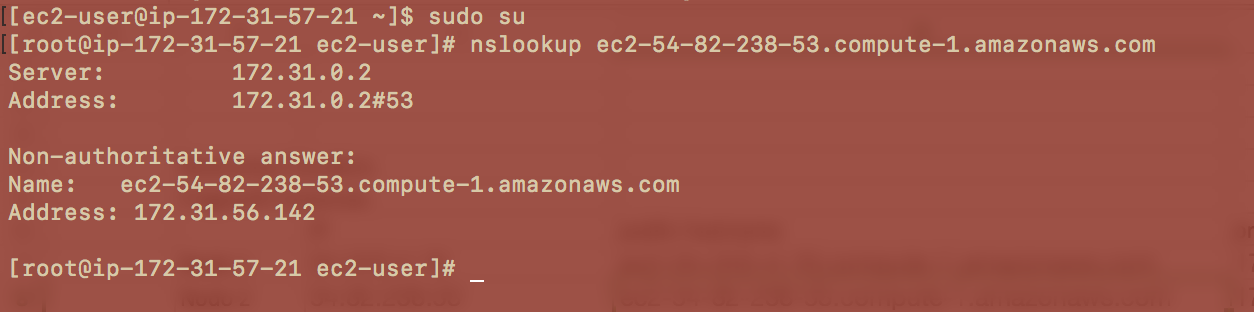 [[ec2-user@ip-172-31-57-21 ~]$ sudo su
[[root@ip-172-31-57-21 ec2-user]# nslookup ec2-54-82-238-53.compute-1.amazonaws.com
Server:         172.31.0.2
Address:        172.31.0.2#53
Non-authoritative answer:
Name:   ec2-54-82-238-53.compute-1.amazonaws.com
Address: 172.31.56.142
[root@ip-172-31-57-21 ec2-user]# _